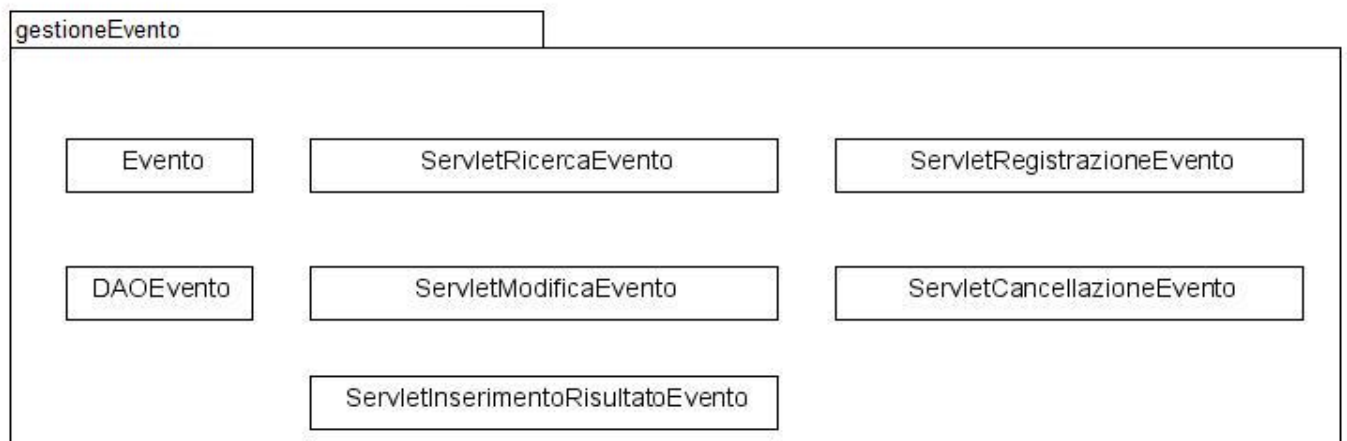 gestioneEvento
Evento
ServletRicercaEvento
ServletRegistrazioneEvento
DAOEvento
ServletModificaEvento
ServletCancellazioneEvento
ServletInserimentoRisultatoEvento